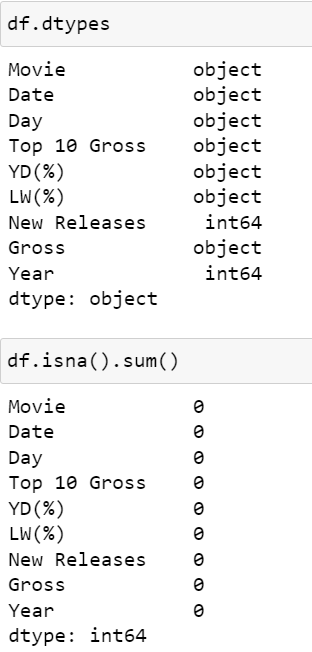 df.dtypes
Movie object
Date object
Day object
Top 10 Gross object
YD(%) object
LW(%) object
New Releases int64
Gross object
Year int64
dtype: object
df.isna().sum()
Movie 0
Date 0
Day 0
Top 10 Gross 0
YD(%) 0
LW(%) 0
New Releases 0
Gross 0
Year 0
dtype: int64